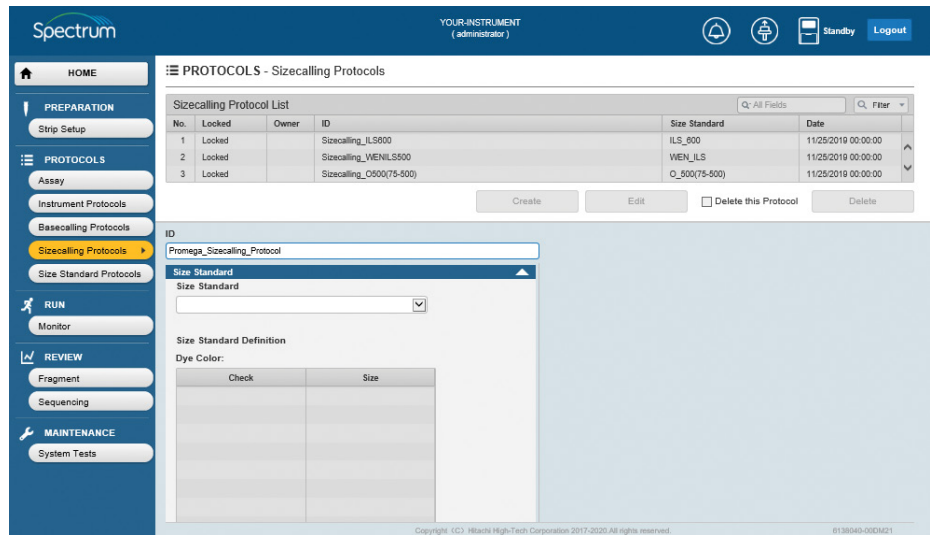 Spectrum
YOUR-INSTRUMENT
( administrator )
Standby
Logout
HOME
PREPARATION
Strip Setup
PROTOCOLS
Assay
Instrument Protocols
Basecalling Protocols
Sizecalling Protocols
Size Standard Protocols
RUN
Monitor
REVIEW
Fragment
Sequencing
MAINTENANCE
System Tests
PROTOCOLS - Sizecalling Protocols
Sizecalling Protocol List
All Fields
Filter
No. Locked Owner ID Size Standard Date
1 Locked Sizecalling_ILS600 ILS_600 11/25/2019 00:00:00
2 Locked Sizecalling_WENILS500 WEN_ILS 11/25/2019 00:00:00
3 Locked Sizecalling_O500(75-500) O_500(75-500) 11/25/2019 00:00:00
Create Edit Delete this Protocol Delete
ID
Promega_Sizecalling_Protocol
Size Standard
Size Standard
Size Standard Definition
Dye Color:
Check Size
Copyright (C) Hitachi High-Tech Corporation 2017-2020 All rights reserved. 6138040-00DM21